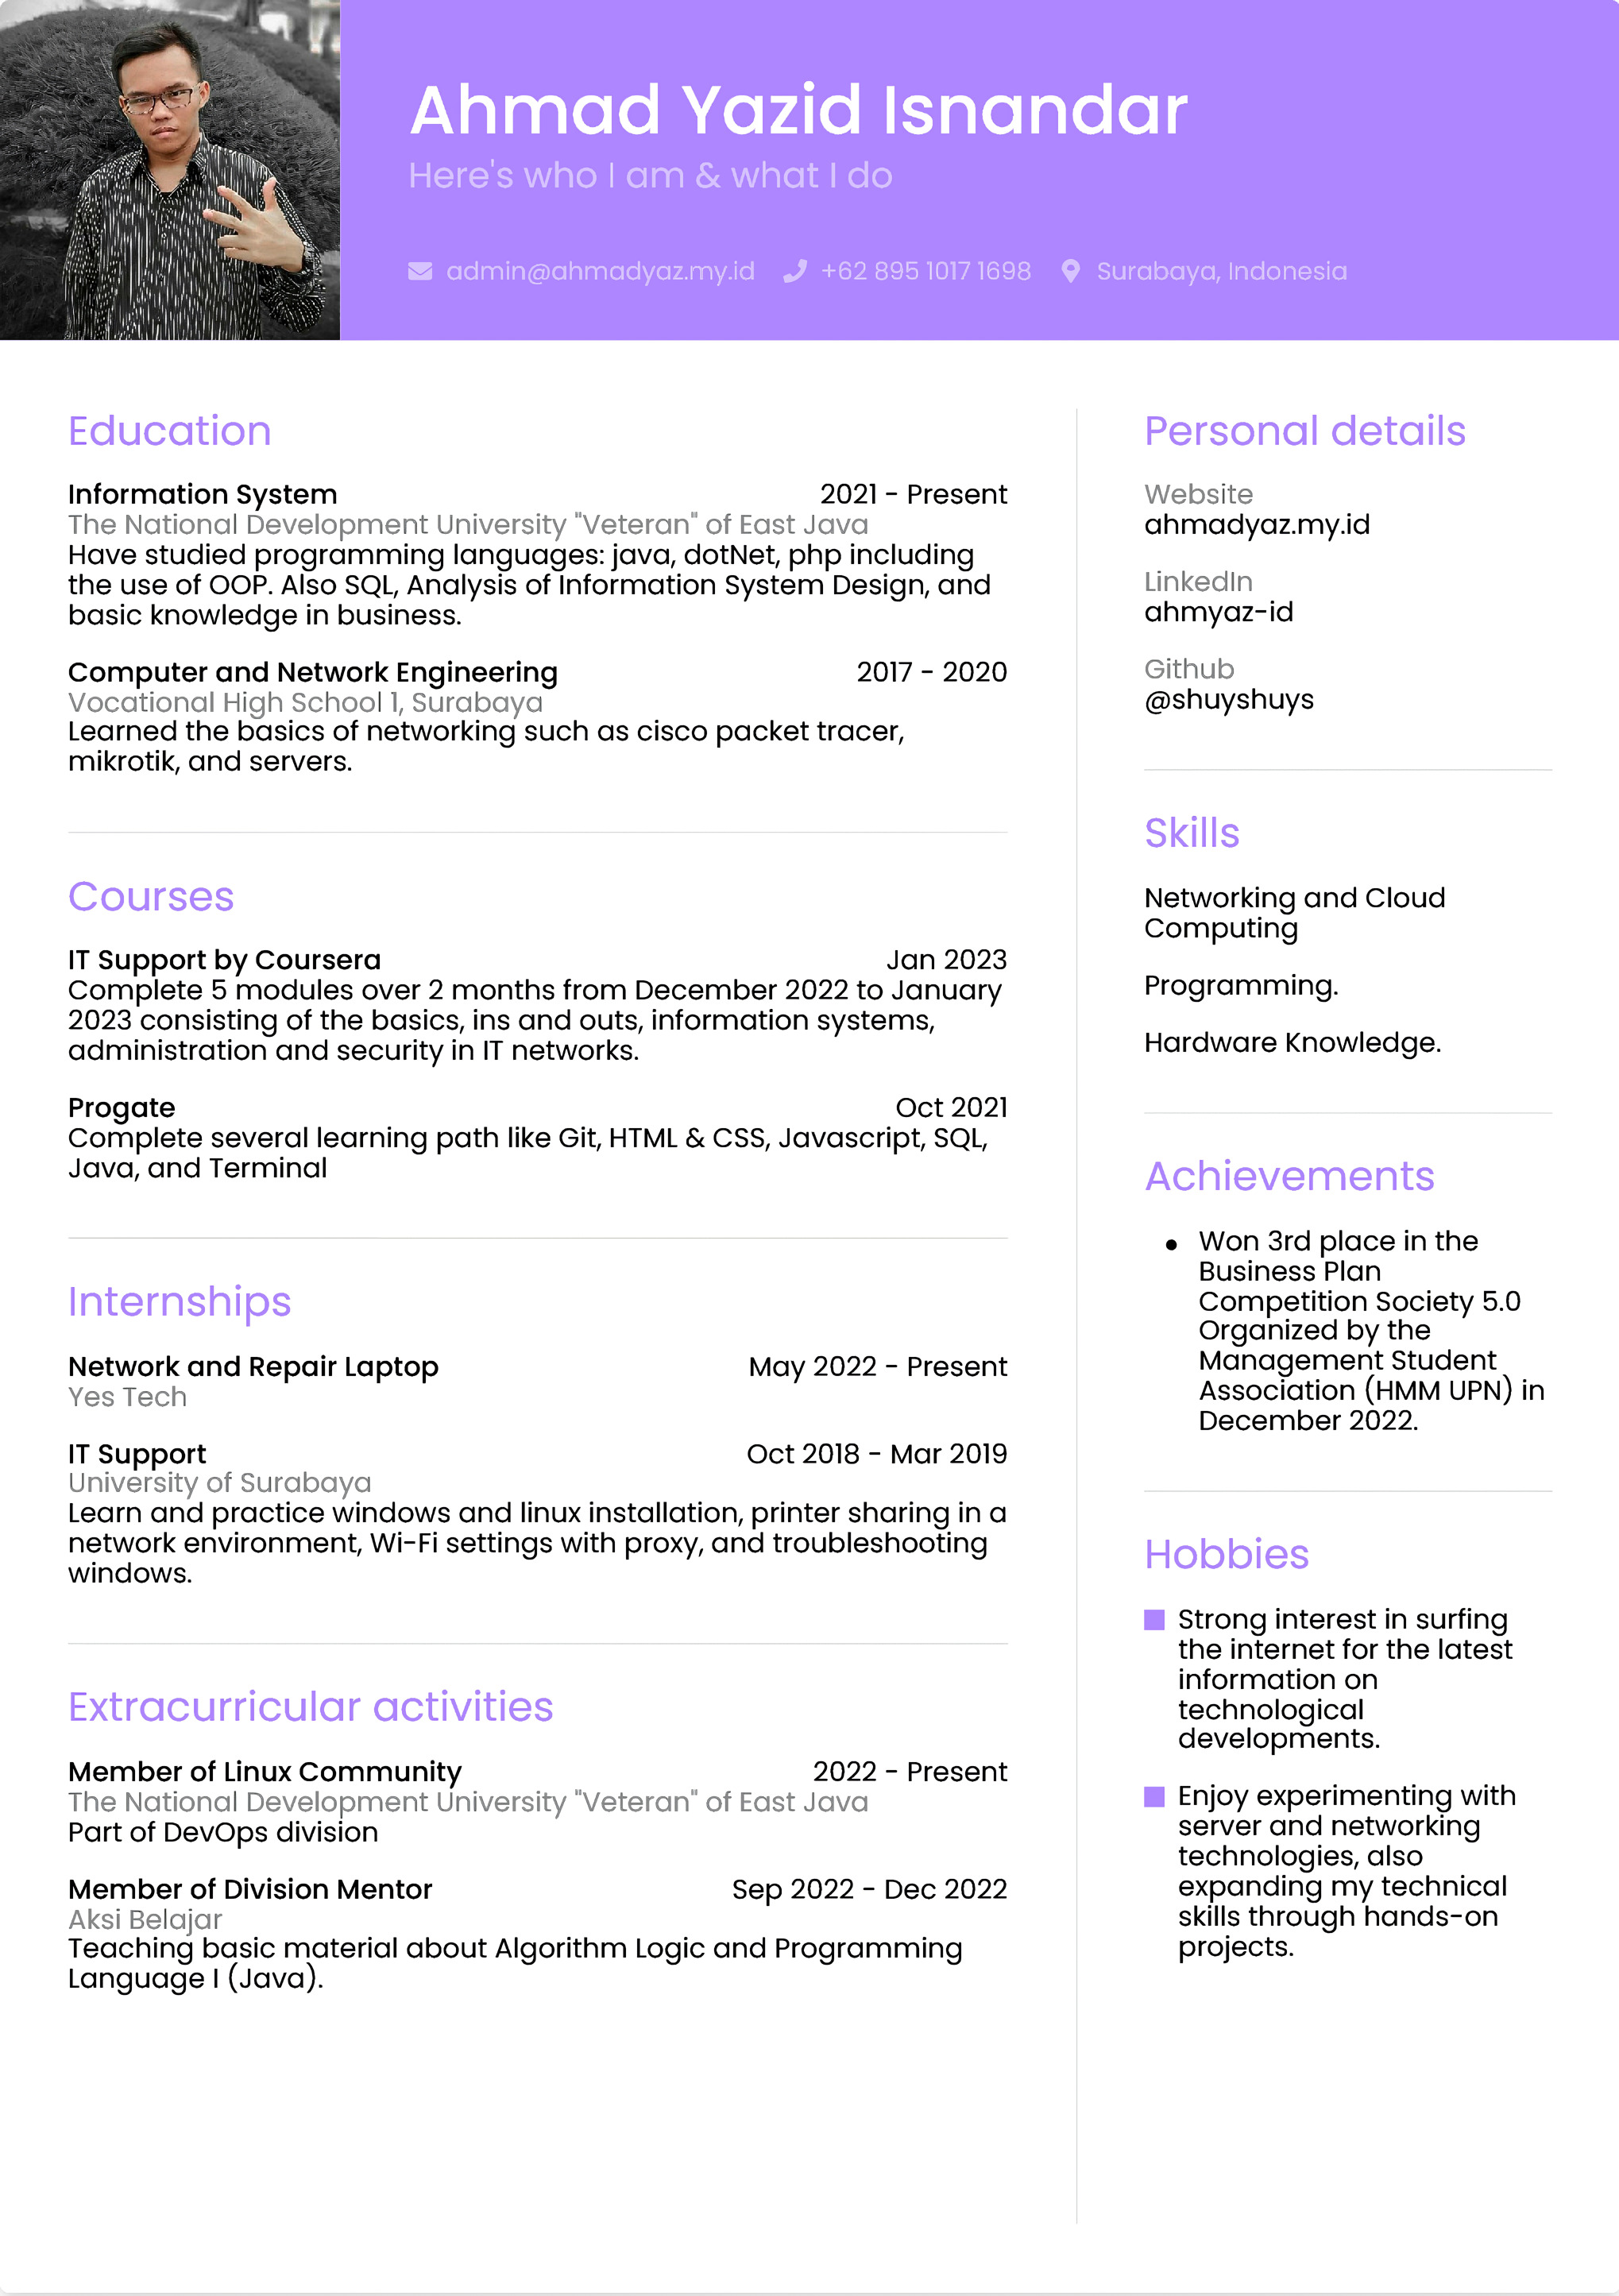 Ahmad Yazid Isnandar
Here's who I am & what I do
admin@ahmadyaz.my.id +62 895 1017 1698 Surabaya, Indonesia
Education
Information System 2021 - Present
The National Development University "Veteran" of East Java
Have studied programming languages: java, dotNet, php including
the use of OOP. Also SQL, Analysis of Information System Design, and
basic knowledge in business.
Computer and Network Engineering 2017 - 2020
Vocational High School 1, Surabaya
Learned the basics of networking such as cisco packet tracer,
mikrotik, and servers.
Courses
IT Support by Coursera Jan 2023
Complete 5 modules over 2 months from December 2022 to January
2023 consisting of the basics, ins and outs, information systems,
administration and security in IT networks.
Progate Oct 2021
Complete several learning path like Git, HTML & CSS, Javascript, SQL,
Java, and Terminal
Internships
Network and Repair Laptop May 2022 - Present
Yes Tech
IT Support Oct 2018 - Mar 2019
University of Surabaya
Learn and practice windows and linux installation, printer sharing in a
network environment, Wi-Fi settings with proxy, and troubleshooting
windows.
Extracurricular activities
Member of Linux Community 2022 - Present
The National Development University "Veteran" of East Java
Part of DevOps division
Member of Division Mentor Sep 2022 - Dec 2022
Aksi Belajar
Teaching basic material about Algorithm Logic and Programming
Language I (Java).
Personal details
Website
ahmadyaz.my.id
LinkedIn
ahmyaz-id
Github
@shuyshuys
Skills
Networking and Cloud
Computing
Programming.
Hardware Knowledge.
Achievements
• Won 3rd place in the
Business Plan
Competition Society 5.0
Organized by the
Management Student
Association (HMM UPN) in
December 2022.
Hobbies
Strong interest in surfing
the internet for the latest
information on
technological
developments.
Enjoy experimenting with
server and networking
technologies, also
expanding my technical
skills through hands-on
projects.